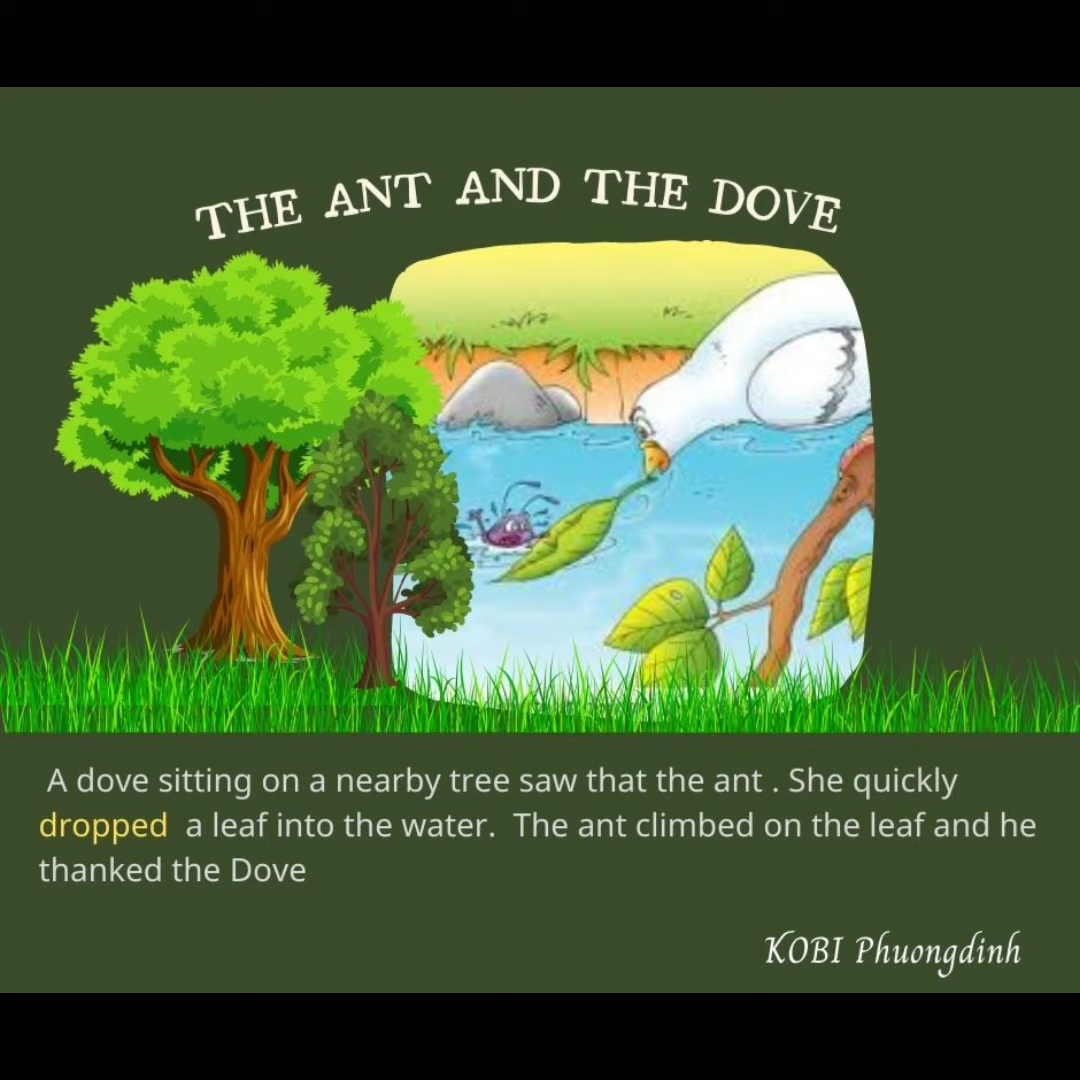 THE ANT AND THE DOVE
A dove sitting on a nearby tree saw that the ant . She quickly
dropped a leaf into the water. The ant climbed on the leaf and he
thanked the Dove
KOBI Phuongdinh